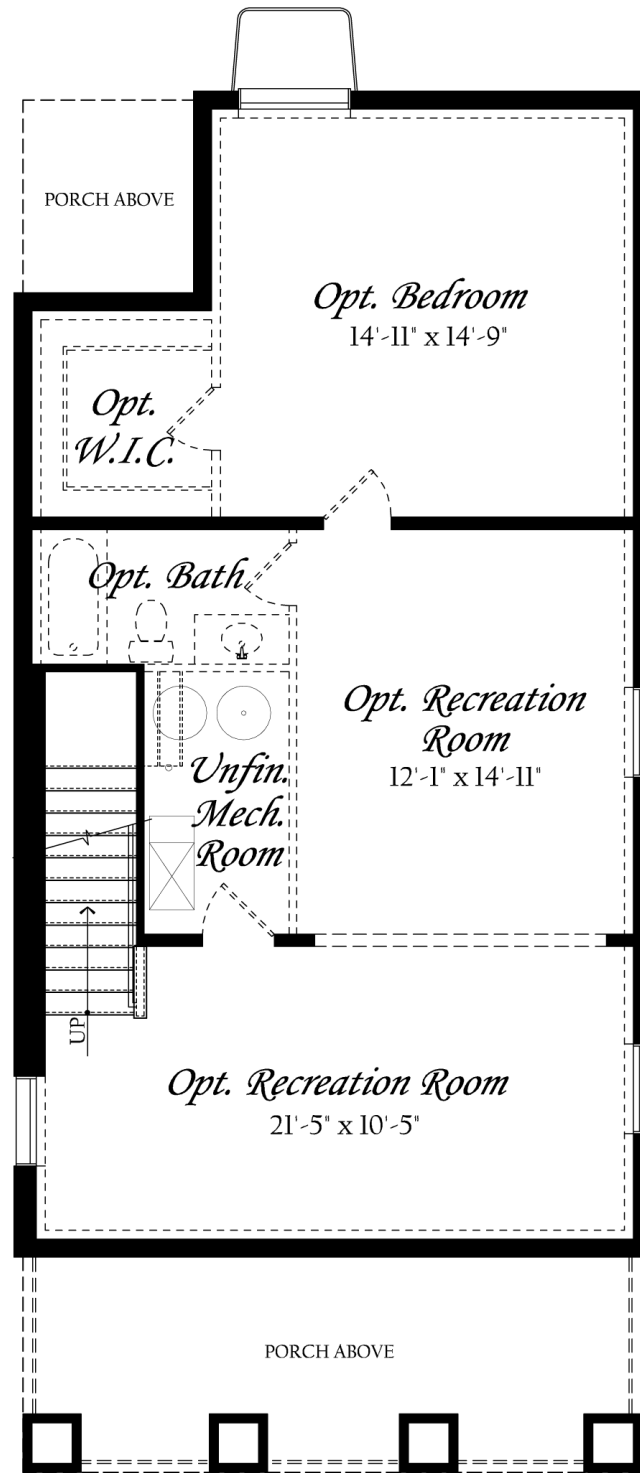 PORCH ABOVE
Opt. Bedroom
14'-11" x 14'-9"
Opt.
W.I.C.
Opt. Bath
Opt. Recreation
Room
12'-1" x 14'-11"
Unfin.
Mech.
Room
UP
Opt. Recreation Room
21'-5" x 10'-5"
PORCH ABOVE